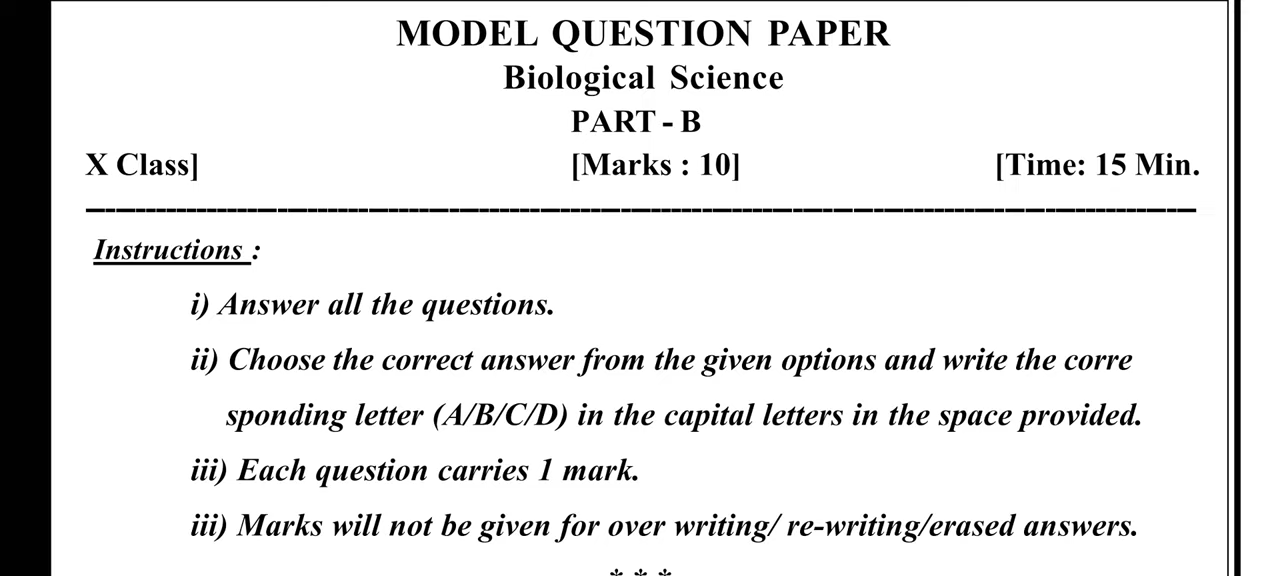 MODEL QUESTION PAPER
Biological Science
PART - B
X Class] [Marks : 10] [Time: 15 Min.
Instructions :
i) Answer all the questions.
ii) Choose the correct answer from the given options and write the corre
sponding letter (A/B/C/D) in the capital letters in the space provided.
iii) Each question carries 1 mark.
iii) Marks will not be given for over writing/ re-writing/erased answers.
* * *